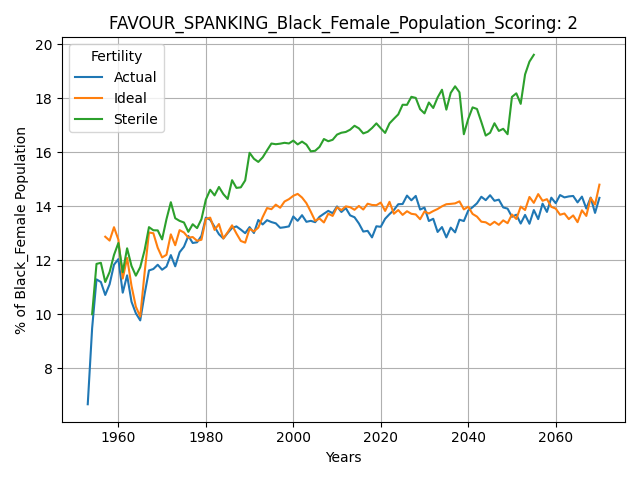 FAVOUR_SPANKING_Black_Female_Population_Scoring: 2
Fertility
Actual
Ideal
Sterile
% of Black_Female Population
20
18
16
14
12
10
8
1960
1980
2000
2020
2040
2060
Years